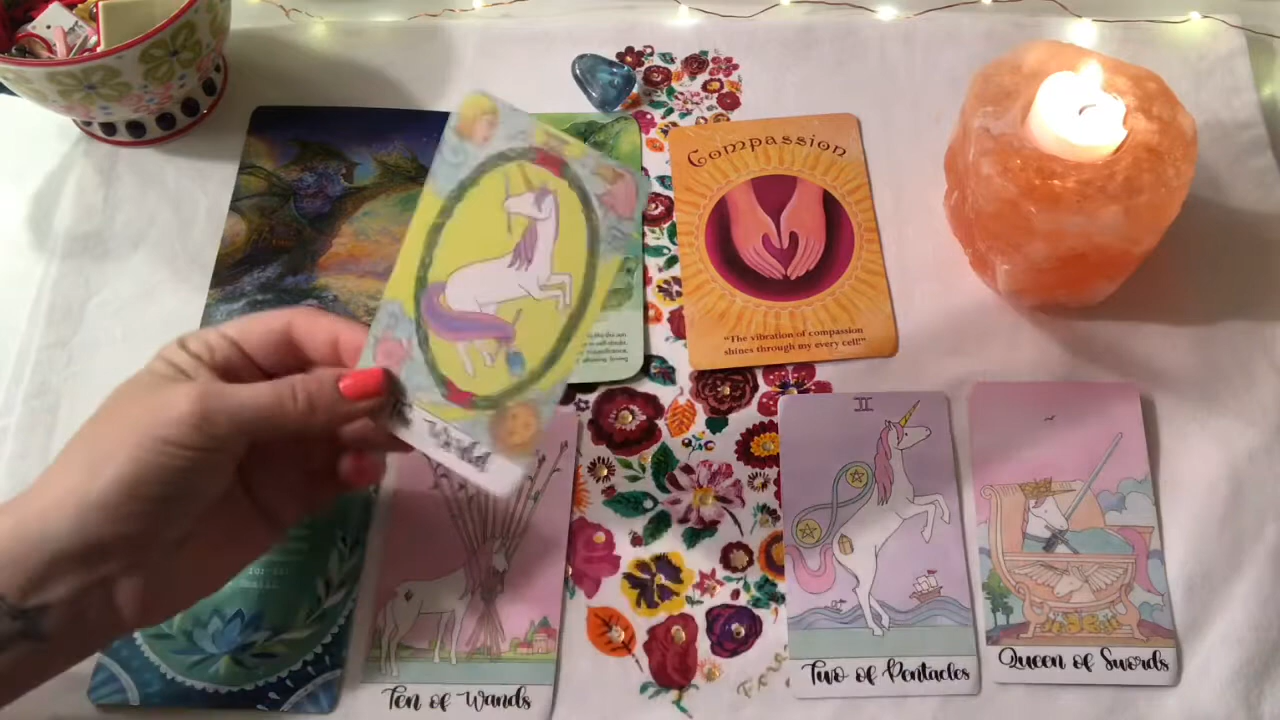 Compassion
"The vibration of compassion
shines through my every cell!"
II
Ten of Wands
Two of Pentacles
Queen of Swords